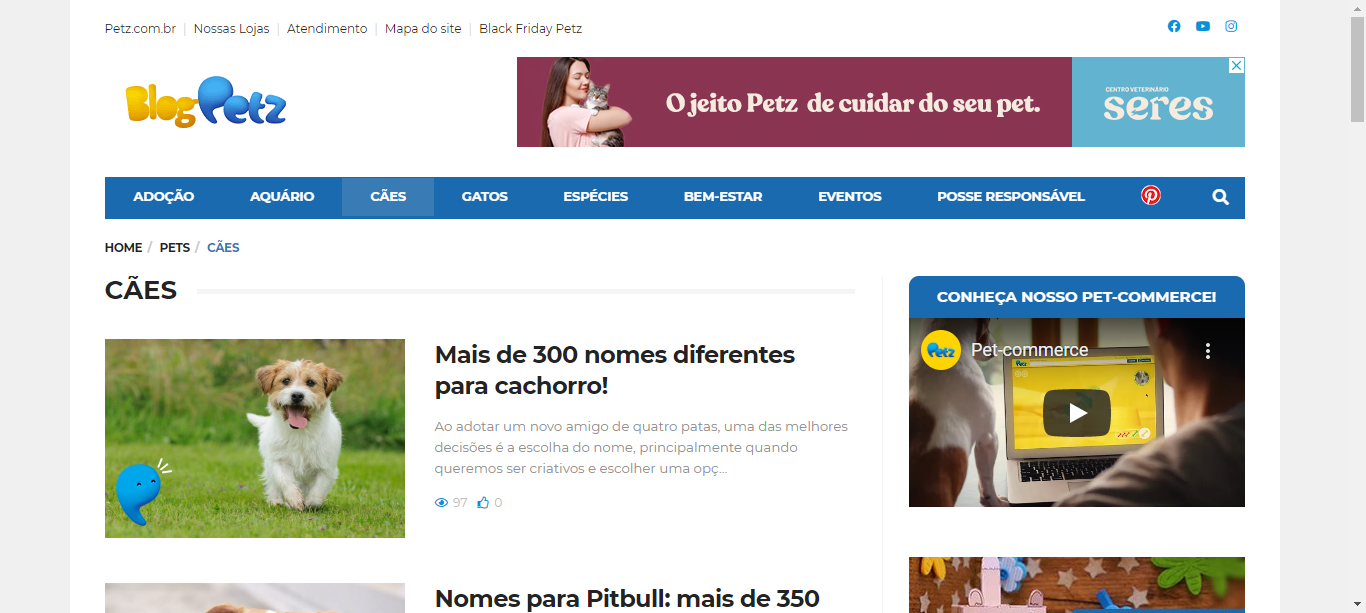 Petz.com.br | Nossas Lojas | Atendimento | Mapa do site | Black Friday Petz
Blog Petz
O jeito Petz de cuidar do seu pet.
CENTRO VETERINÁRIO
seres
ADOÇÃO AQUÁRIO CÃES GATOS ESPÉCIES BEM-ESTAR EVENTOS POSSE RESPONSÁVEL
HOME / PETS / CÃES
CÃES
Mais de 300 nomes diferentes
para cachorro!
Ao adotar um novo amigo de quatro patas, uma das melhores
decisões é a escolha do nome, principalmente quando
queremos ser criativos e escolher uma opç...
97 0
Nomes para Pitbull: mais de 350
CONHEÇA NOSSO PET-COMMERCE!
Petz
Pet-commerce
Petz